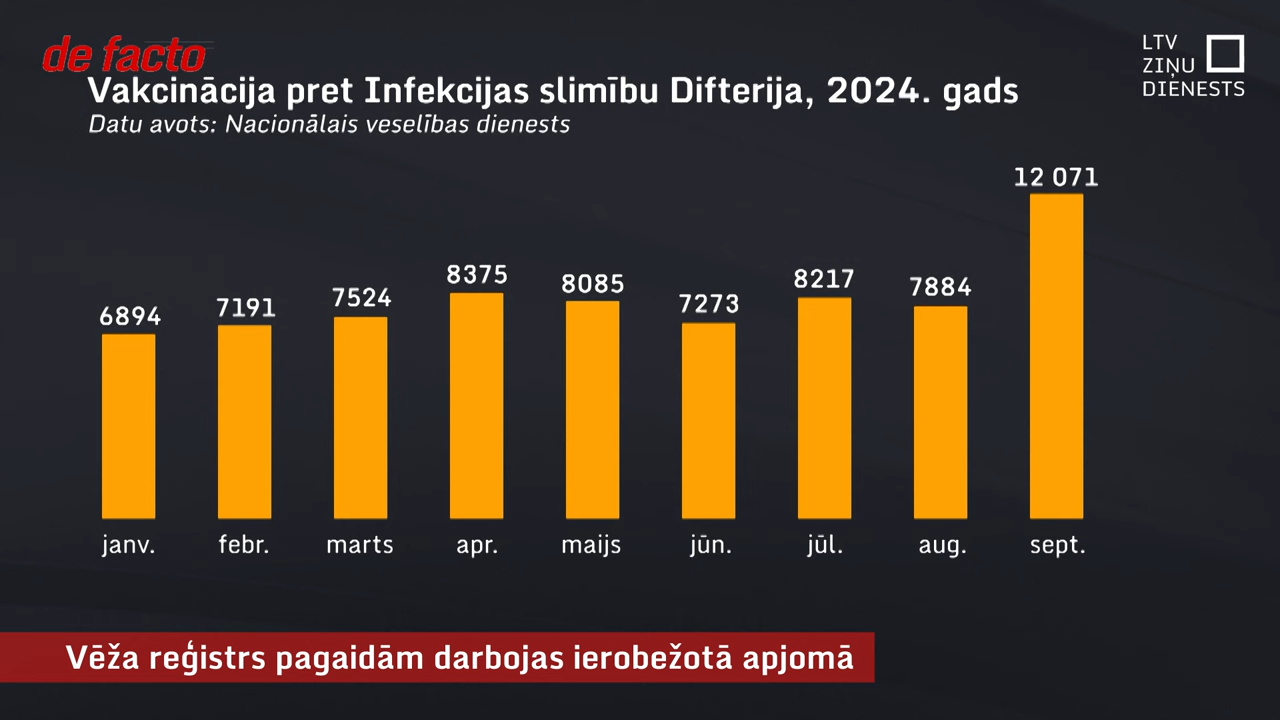 de facto
LTV
ZIŅU
DIENESTS
Vakcinācija pret Infekcijas slimību Difterija, 2024. gads
Datu avots: Nacionālais veselības dienests
6894 7191 7524 8375 8085 7273 8217 7884 12 071
janv. febr. marts apr. maijs jūn. jūl. aug. sept.
Vēža reģistrs pagaidām darbojas ierobežotā apjomā